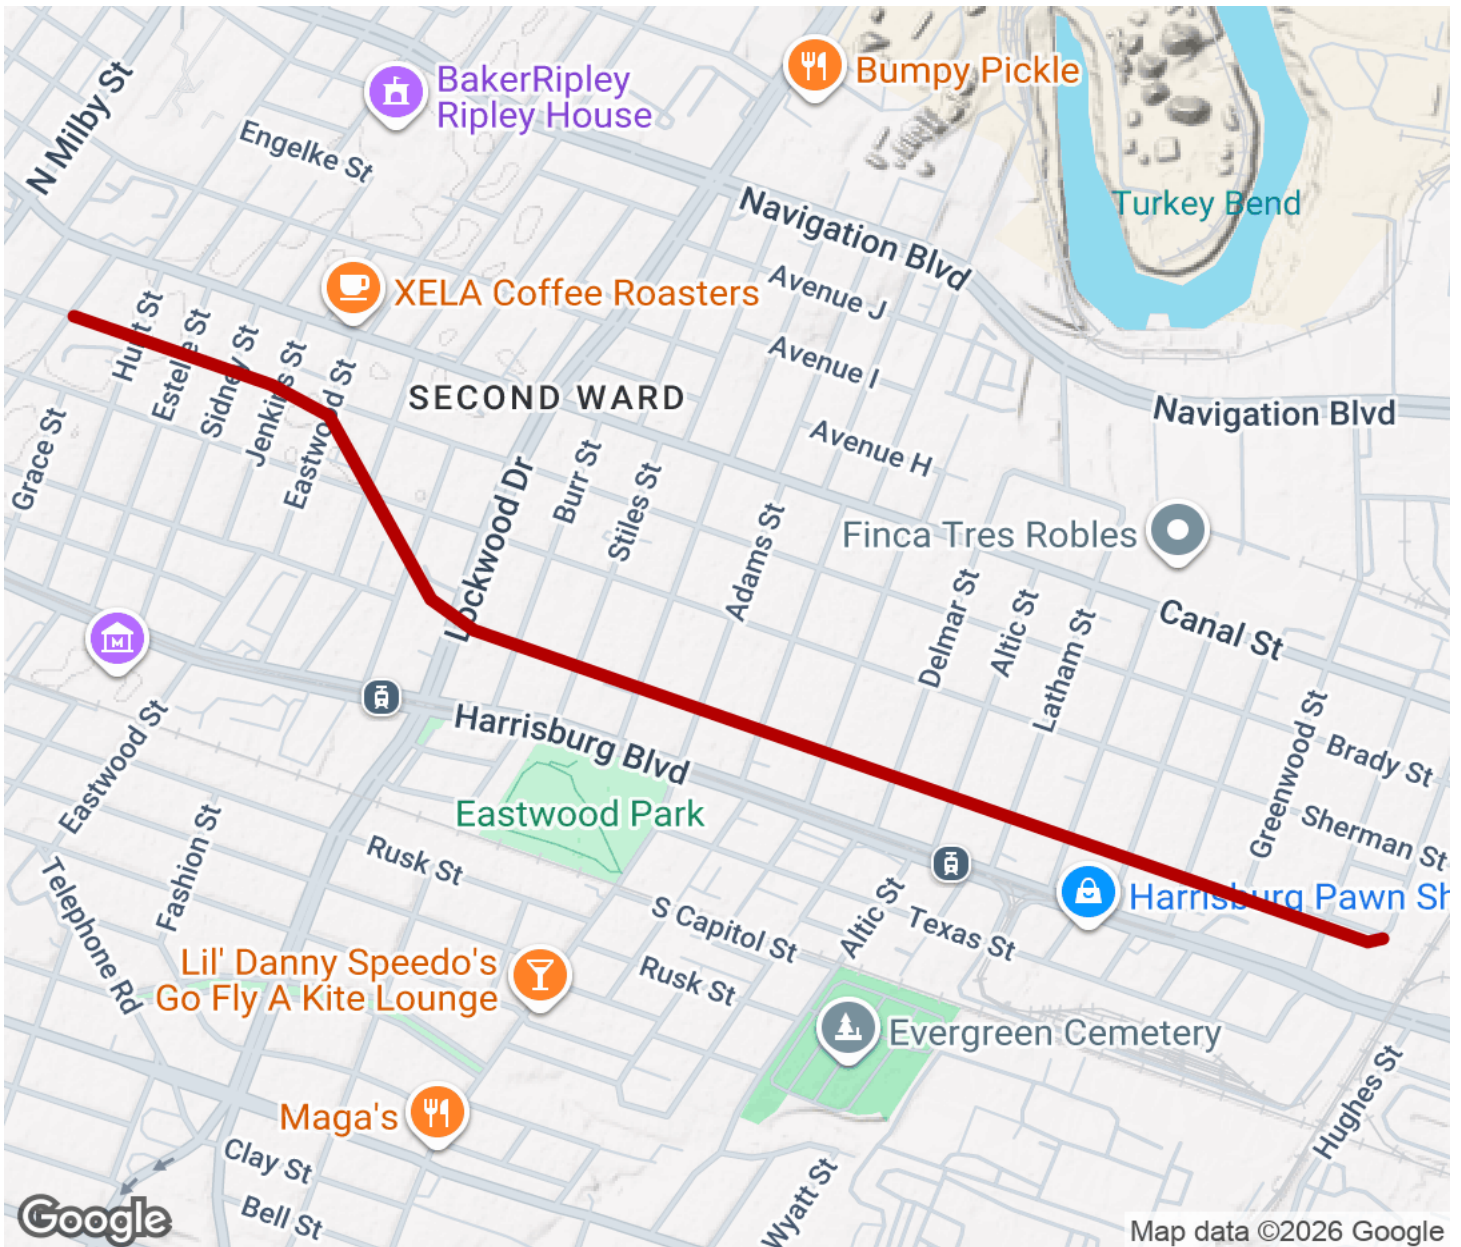 N Milby St
BakerRipley
Ripley House
Bumpy Pickle
Engelke St
Navigation Blvd
Turkey Bend
XELA Coffee Roasters
Avenue J
Avenue I
Hutt St
Estelle St
Sidney St
Jenkins St
Eastwood St
SECOND WARD
Navigation Blvd
Grace St
Avenue H
Lockwood Dr
Burr St
Stiles St
Adams St
Finca Tres Robles
Delmar St
Altic St
Latham St
Canal St
M
Harrisburg Blvd
Greenwood St
Brady St
Eastwood St
Eastwood Park
Sherman St
Fashion St
Rusk St
Telephone Rd
Harrisburg Pawn Sh
S Capitol St
Altic St
Texas St
Lil' Danny Speedo's
Go Fly A Kite Lounge
Rusk St
Evergreen Cemetery
Hughes St
Maga's
Clay St
Bell St
Wyatt St
Google
Map data ©2026 Google